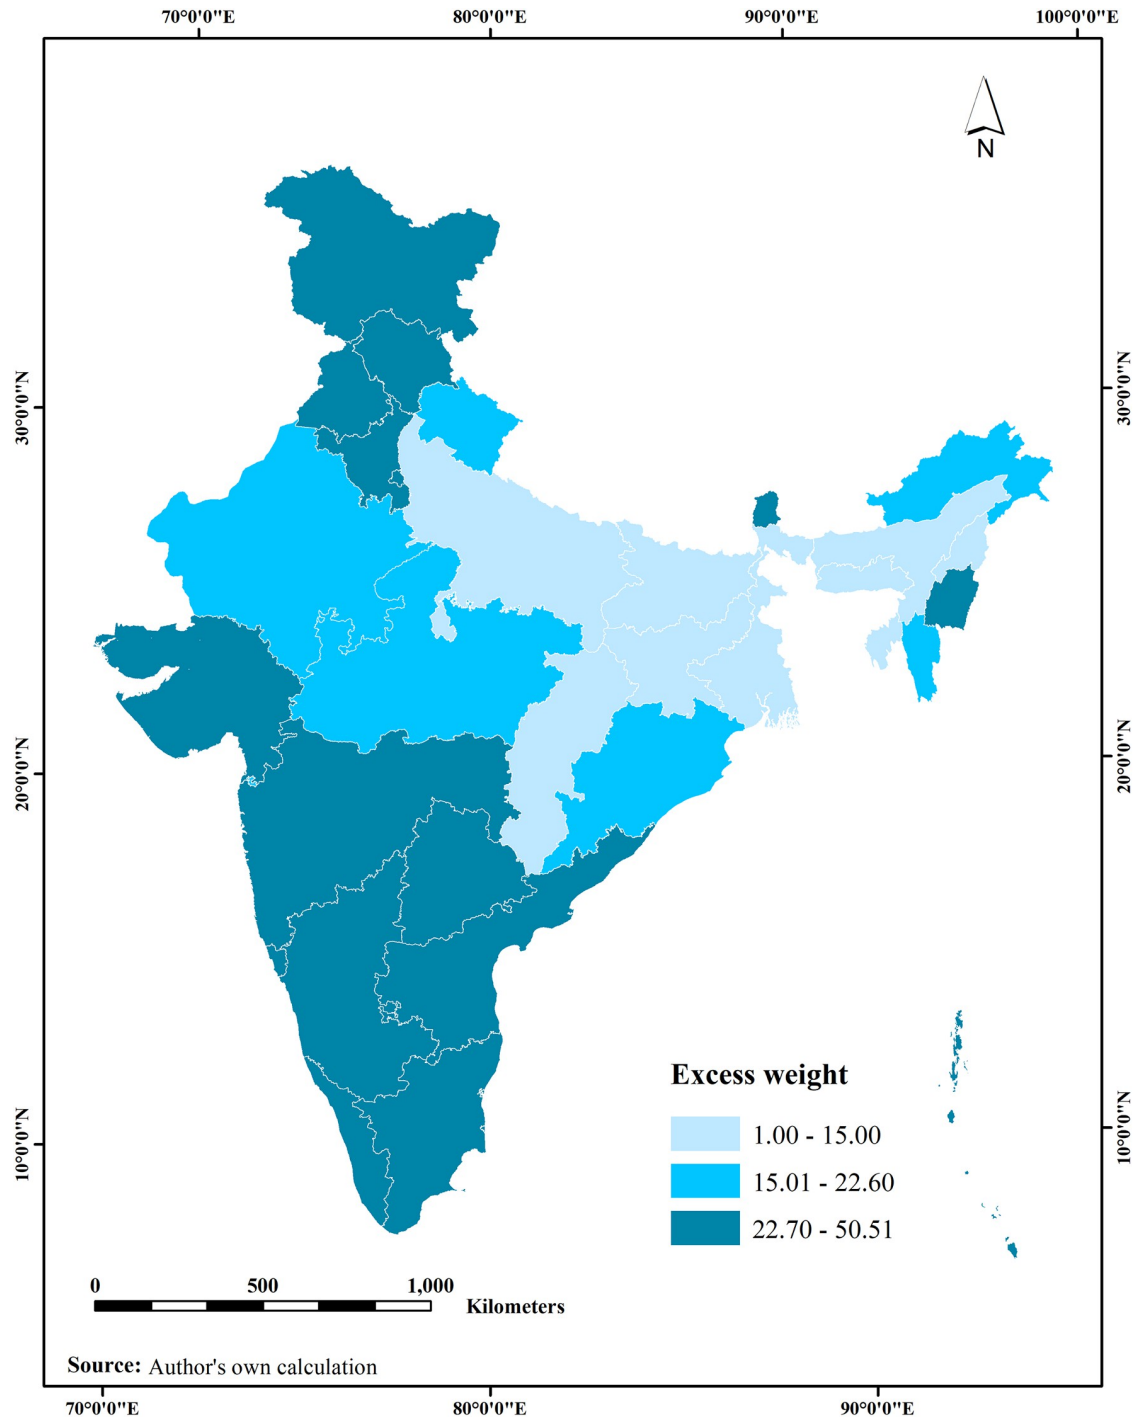 70°0'0"E 80°0'0"E 90°0'0"E 100°0'0"E
N
30°0'0"N
30°0'0"N
20°0'0"N
20°0'0"N
10°0'0"N
10°0'0"N
Excess weight
1.00 - 15.00
15.01 - 22.60
22.70 - 50.51
0 500 1,000
Kilometers
Source: Author's own calculation
70°0'0"E 80°0'0"E 90°0'0"E